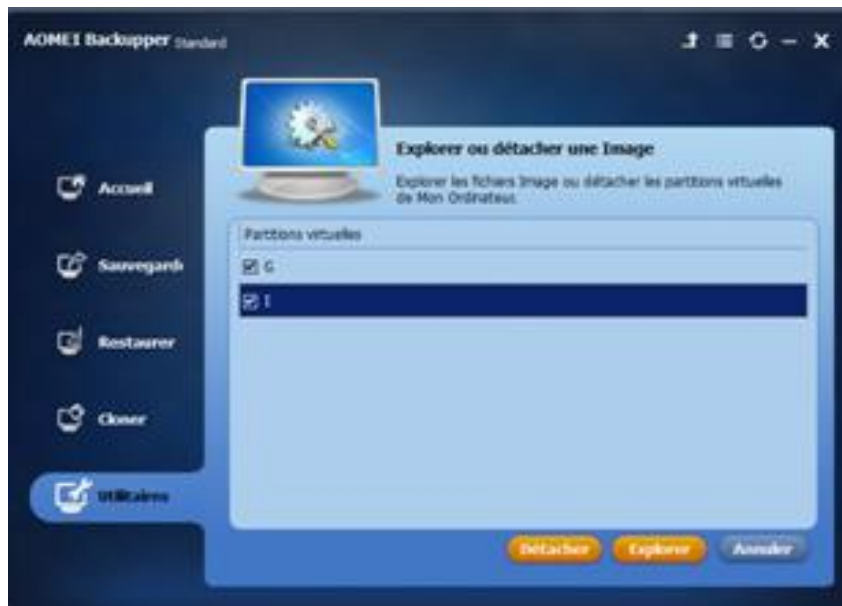 AOMEI Backupper Standard
Explorer ou détacher une Image
Explorer les fichiers Image ou détacher les partitions virtuelles
de Mon Ordinateur.
Accueil
Partitions virtuelles
Sauvegarde
G
I
Restaurer
Cloner
Utilitaires
Détacher Explorer Annuler